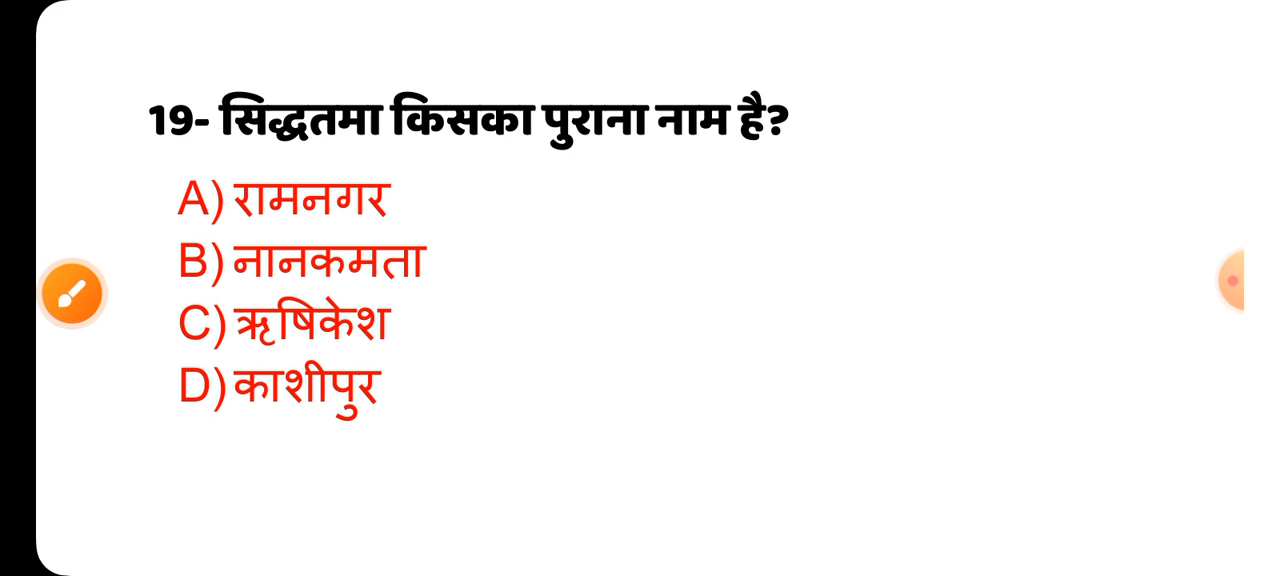 19- सिद्धतमा किसका पुराना नाम है?
A) रामनगर
B) नानकमता
C) ऋषिकेश
D) काशीपुर